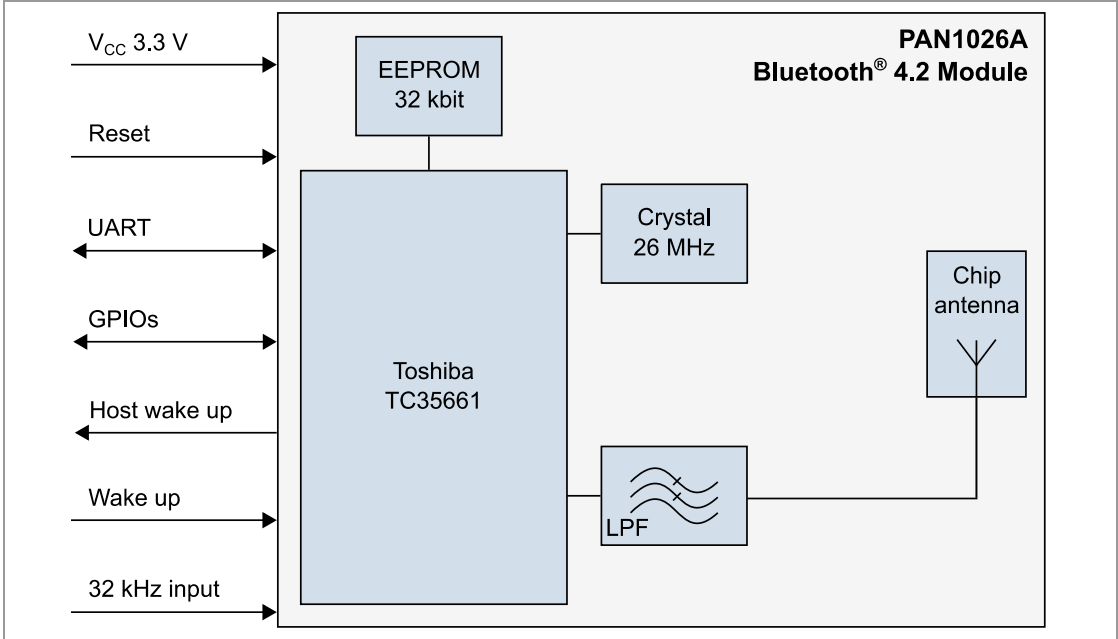 V_CC 3.3 V
Reset
UART
GPIOs
Host wake up
Wake up
32 kHz input
PAN1026A
Bluetooth® 4.2 Module
EEPROM
32 kbit
Crystal
26 MHz
Chip
antenna
Toshiba
TC35661
LPF